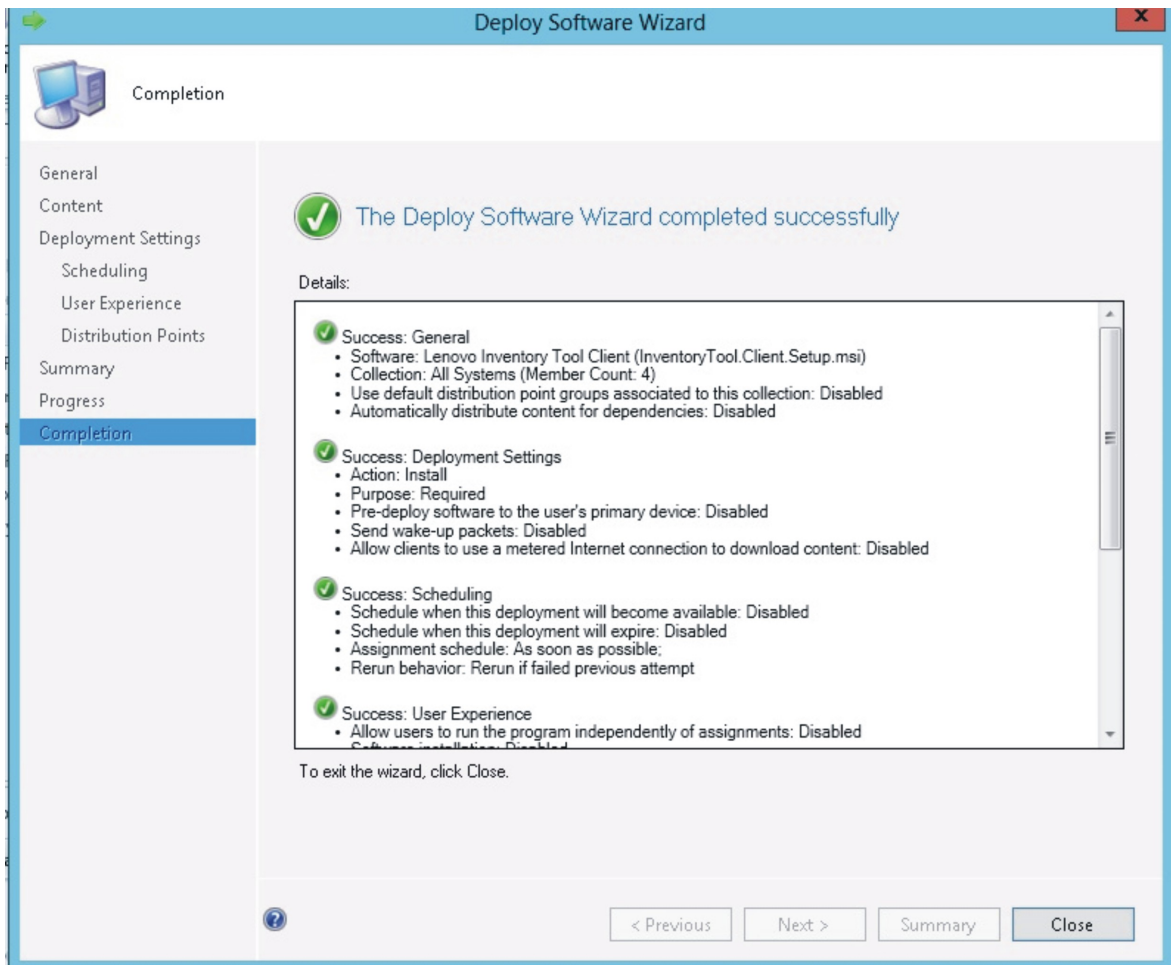 Deploy Software Wizard
x
Completion
General
Content
Deployment Settings
Scheduling
User Experience
Distribution Points
Summary
Progress
Completion
The Deploy Software Wizard completed successfully
Details:
Success: General
• Software: Lenovo Inventory Tool Client (InventoryTool.Client.Setup.msi)
• Collection: All Systems (Member Count: 4)
• Use default distribution point groups associated to this collection: Disabled
• Automatically distribute content for dependencies: Disabled
Success: Deployment Settings
• Action: Install
• Purpose: Required
• Pre-deploy software to the user's primary device: Disabled
• Send wake-up packets: Disabled
• Allow clients to use a metered Internet connection to download content: Disabled
Success: Scheduling
• Schedule when this deployment will become available: Disabled
• Schedule when this deployment will expire: Disabled
• Assignment schedule: As soon as possible;
• Rerun behavior: Rerun if failed previous attempt
Success: User Experience
• Allow users to run the program independently of assignments: Disabled
• Software installation: Disabled
To exit the wizard, click Close.
?
< Previous
Next >
Summary
Close